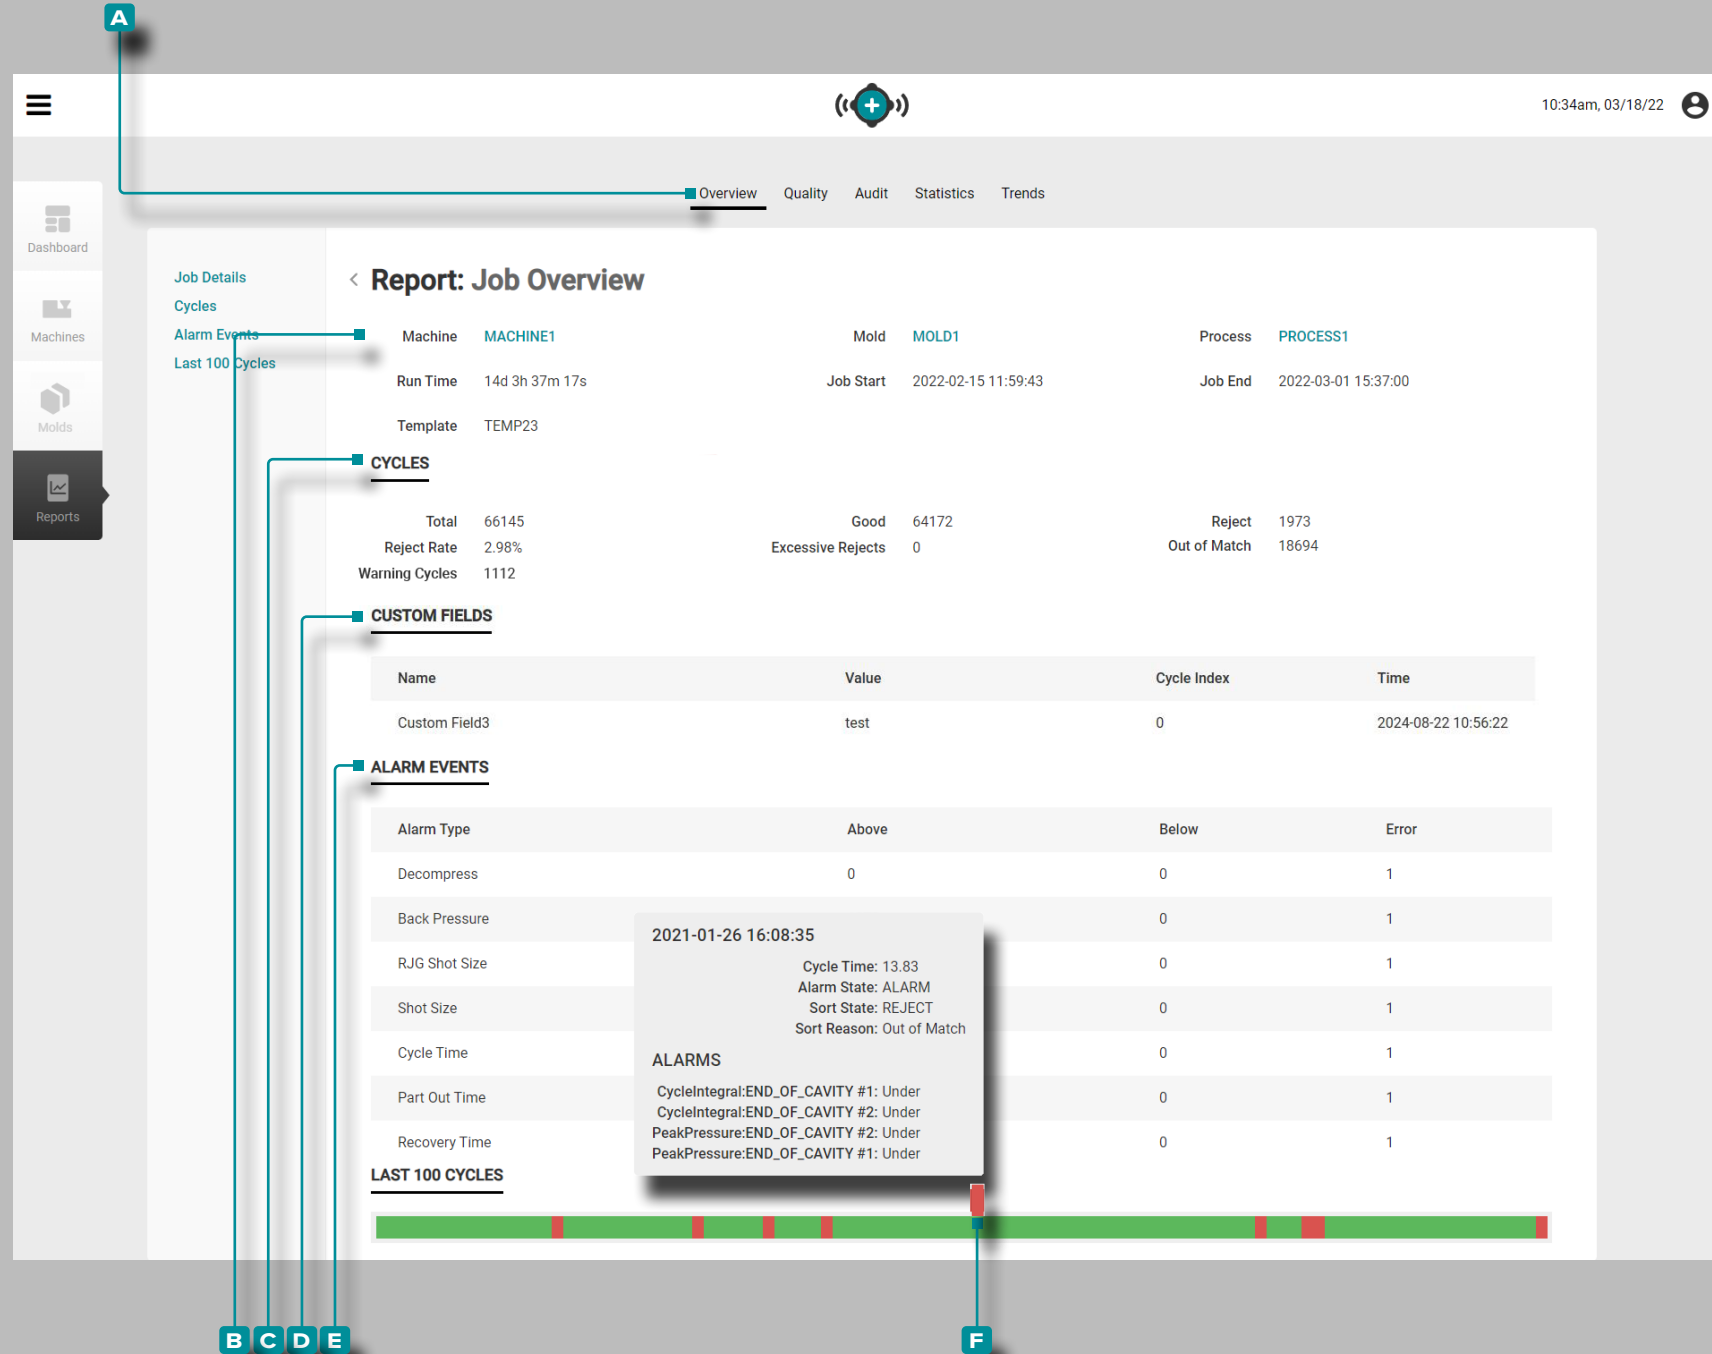 A
10:34am, 03/18/22
Overview Quality Audit Statistics Trends
Dashboard
Machines
Molds
Reports
Job Details
Cycles
Alarm Events
Last 100 Cycles
Report: Job Overview
Machine MACHINE1 Mold MOLD1 Process PROCESS1
Run Time 14d 3h 37m 17s Job Start 2022-02-15 11:59:43 Job End 2022-03-01 15:37:00
Template TEMP23
CYCLES
Total 66145 Good 64172 Reject 1973
Reject Rate 2.98% Excessive Rejects 0 Out of Match 18694
Warning Cycles 1112
CUSTOM FIELDS
Name Value Cycle Index Time
Custom Field3 test 0 2024-08-22 10:56:22
ALARM EVENTS
Alarm Type Above Below Error
Decompress 0 0 1
Back Pressure 0 1
RJG Shot Size 0 1
Shot Size 0 1
Cycle Time 0 1
Part Out Time 0 1
Recovery Time 0 1
2021-01-26 16:08:35
Cycle Time: 13.83
Alarm State: ALARM
Sort State: REJECT
Sort Reason: Out of Match
ALARMS
CycleIntegral:END_OF_CAVITY #1: Under
CycleIntegral:END_OF_CAVITY #2: Under
PeakPressure:END_OF_CAVITY #2: Under
PeakPressure:END_OF_CAVITY #1: Under
LAST 100 CYCLES
B C D E F